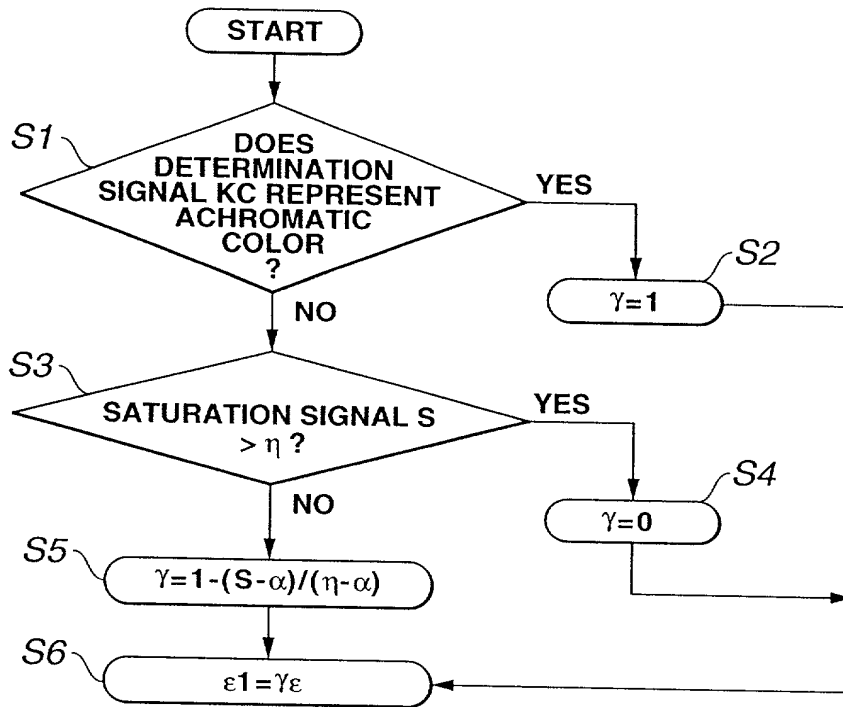 START
S1
DOES
DETERMINATION
SIGNAL KC REPRESENT
ACHROMATIC
COLOR
?
YES
S2
γ=1
NO
S3
SATURATION SIGNAL S
> η ?
YES
S4
γ=0
NO
S5
γ=1-(S-α)/(η-α)
S6
ε1=γε